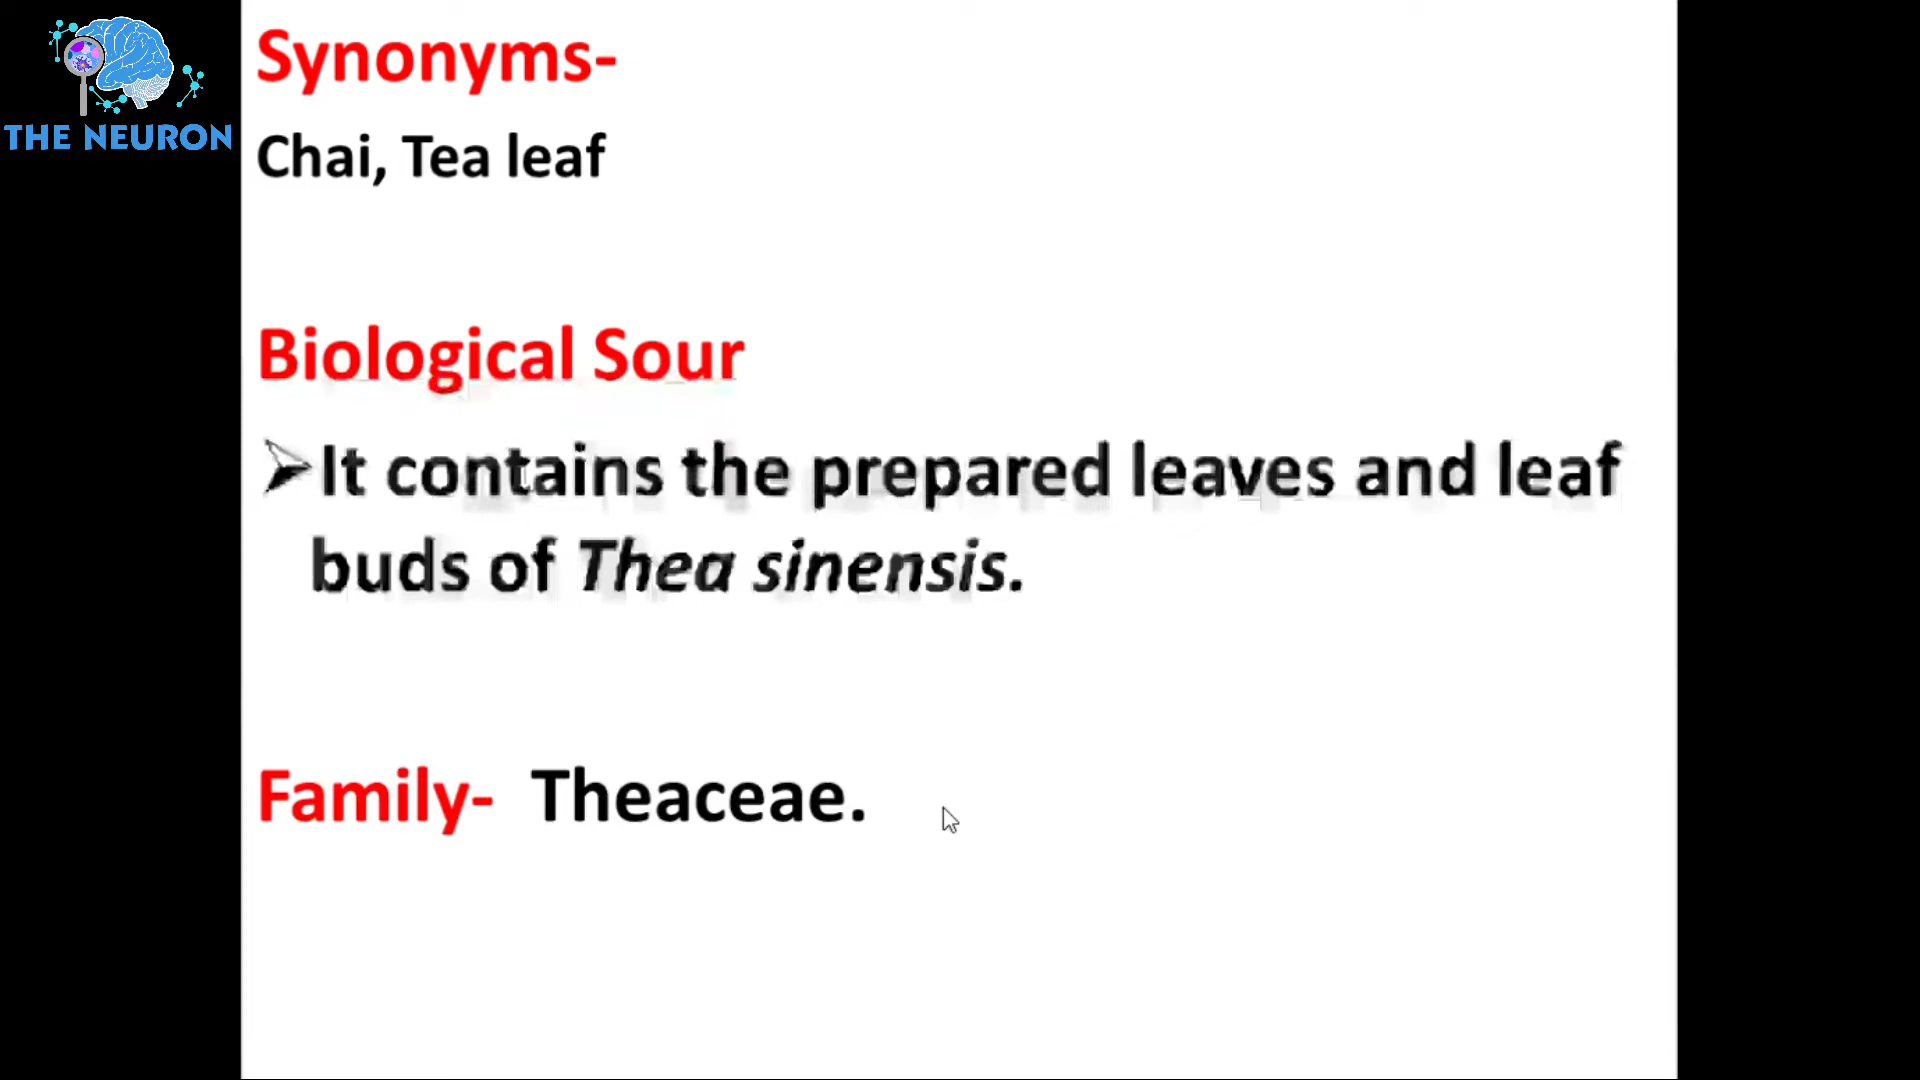 THE NEURON
Synonyms-
Chai, Tea leaf
Biological Sour
➢It contains the prepared leaves and leaf
buds of Thea sinensis.
Family- Theaceae.